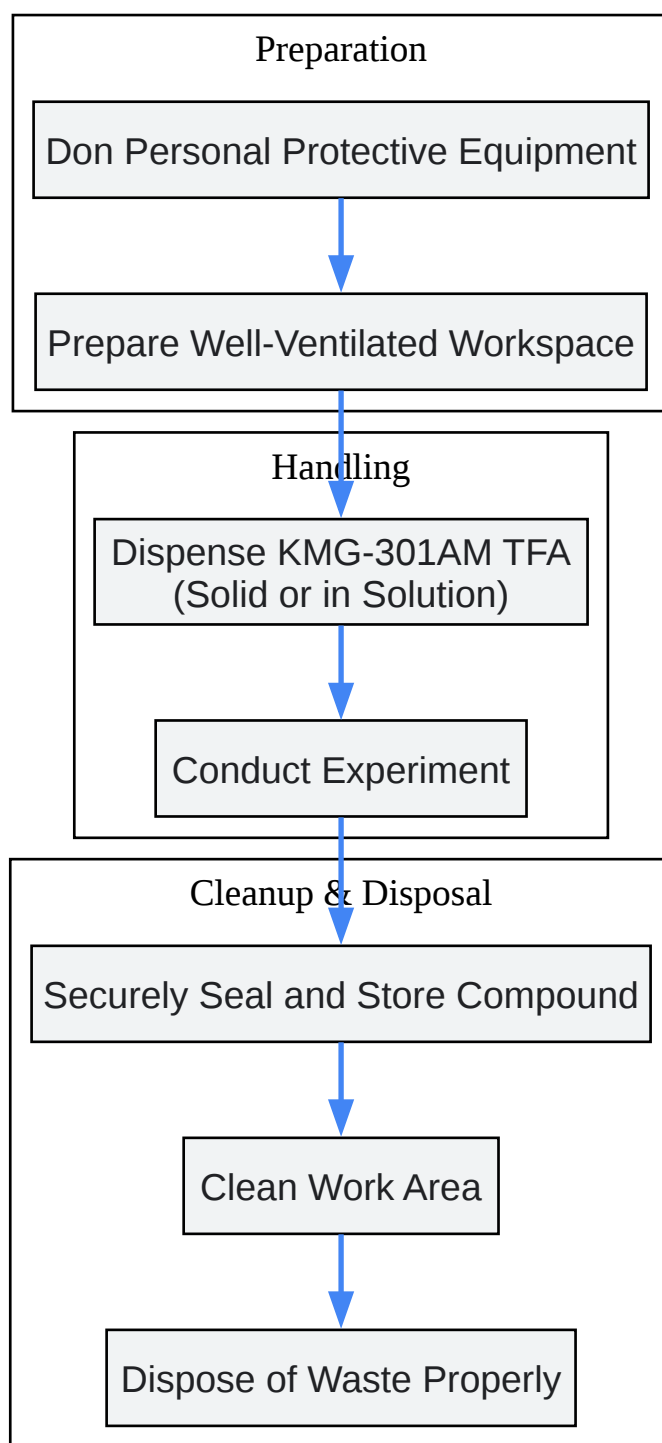 Preparation
Don Personal Protective Equipment
Prepare Well-Ventilated Workspace
Handling
Dispense KMG-301AM TFA
(Solid or in Solution)
Conduct Experiment
Cleanup & Disposal
Securely Seal and Store Compound
Clean Work Area
Dispose of Waste Properly